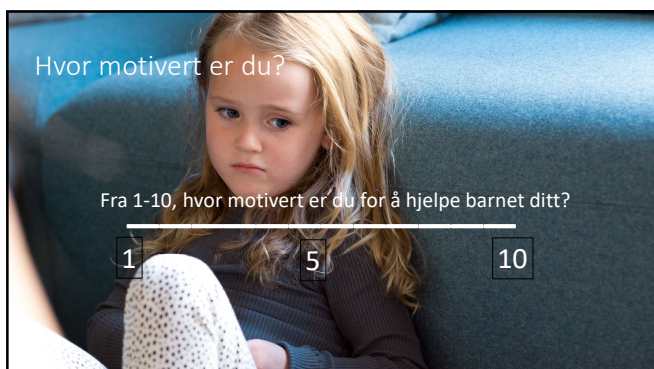 Hvor motivert er du?
Fra 1-10, hvor motivert er du for å hjelpe barnet ditt?
1 5 10